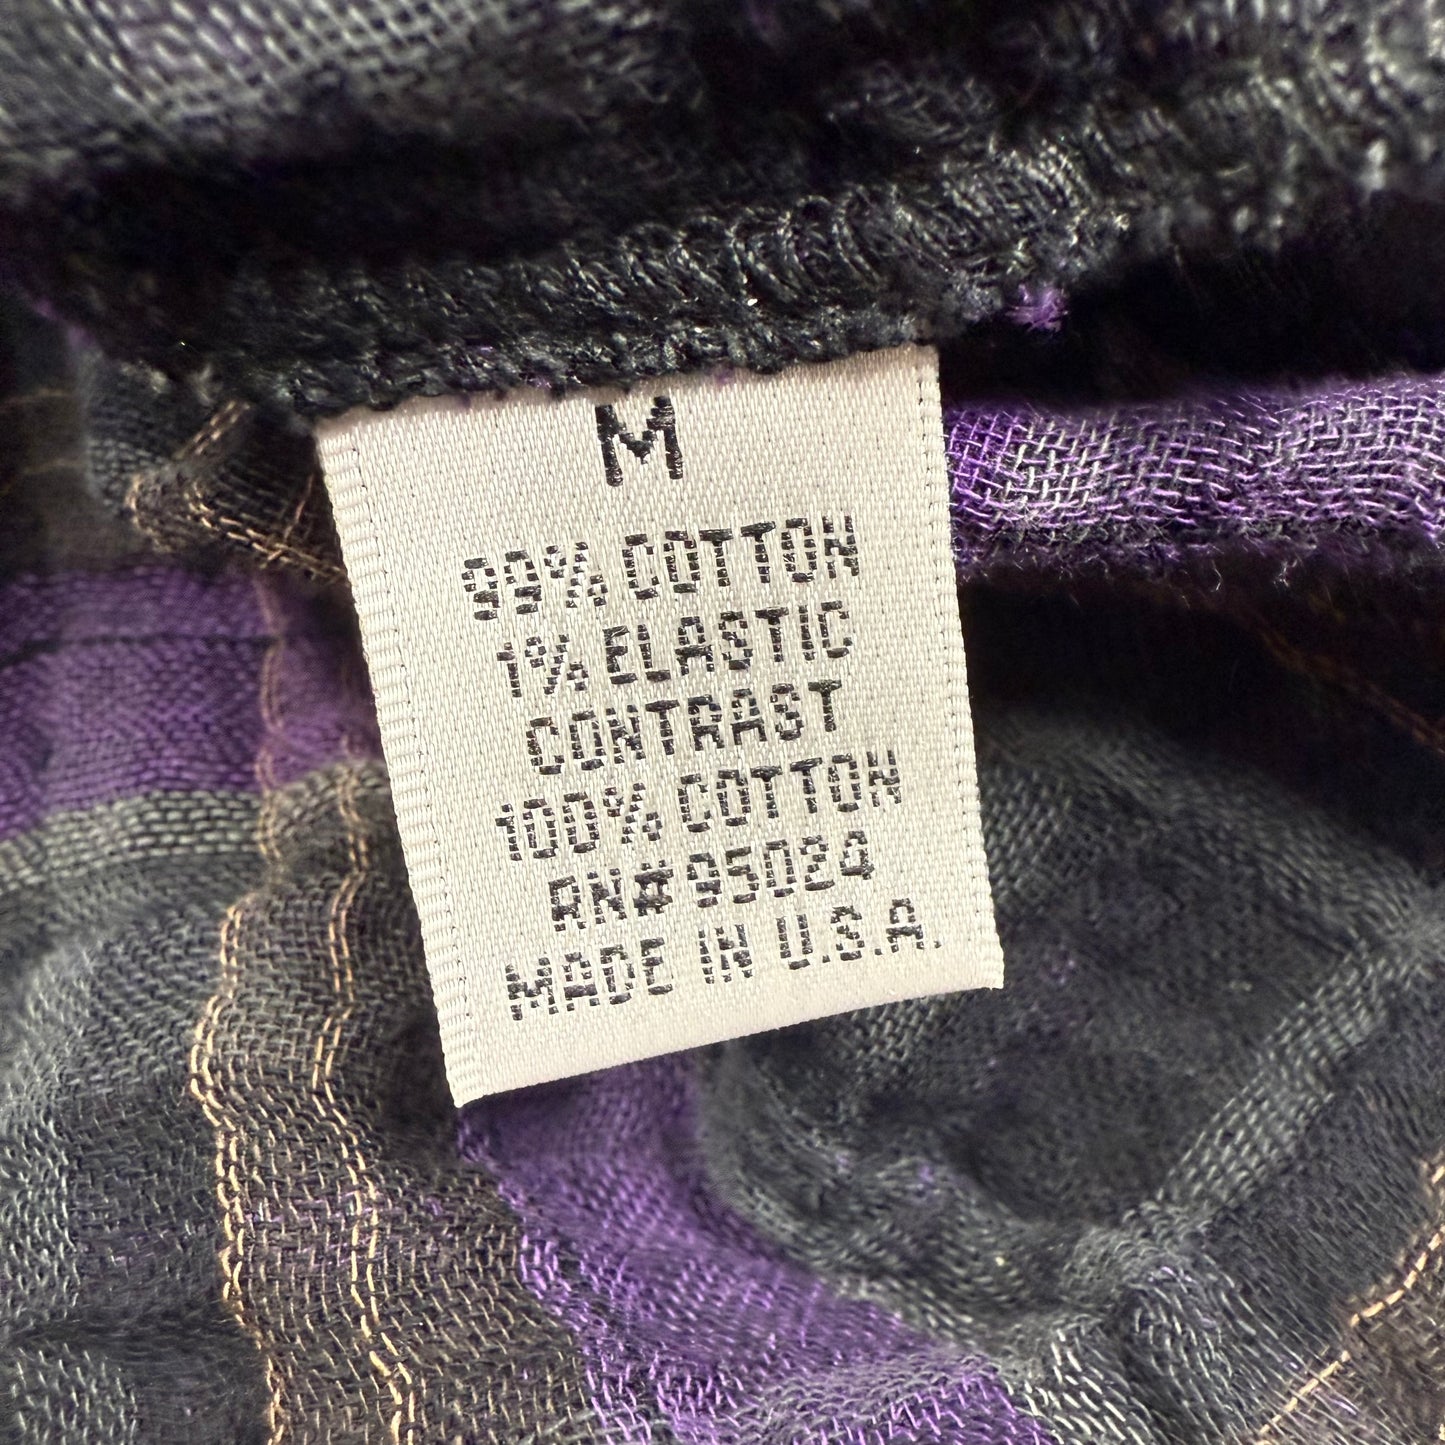 M
99% COTTON
1% ELASTIC
CONTRAST
100% COTTON
RN# 95024
MADE IN U.S.A.